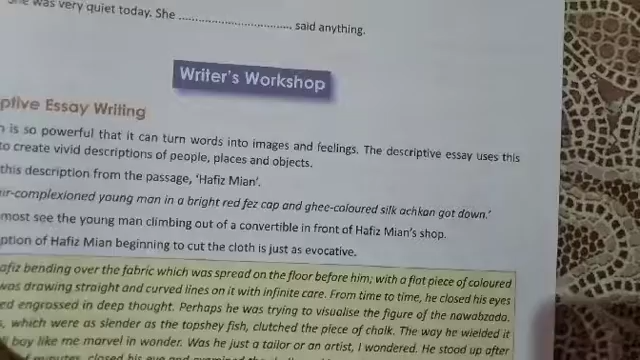 was very quiet today. She .............................. said anything.
Writer's Workshop
ptive Essay Writing
is so powerful that it can turn words into images and feelings. The descriptive essay uses this
to create vivid descriptions of people, places and objects.
this description from the passage, 'Hafiz Mian'.
ir-complexioned young man in a bright red fez cap and ghee-coloured silk achkan got down.'
most see the young man climbing out of a convertible in front of Hafiz Mian's shop.
ption of Hafiz Mian beginning to cut the cloth is just as evocative.
afiz bending over the fabric which was spread on the floor before him; with a flat piece of coloured
was drawing straight and curved lines on it with infinite care. From time to time, he closed his eyes
ed engrossed in deep thought. Perhaps he was trying to visualise the figure of the nawabzada.
, which were as slender as the topshey fish, clutched the piece of chalk. The way he wielded it
boy like me marvel in wonder. Was he just a tailor or an artist, I wondered. He stood up after
minutes, closed his eye and